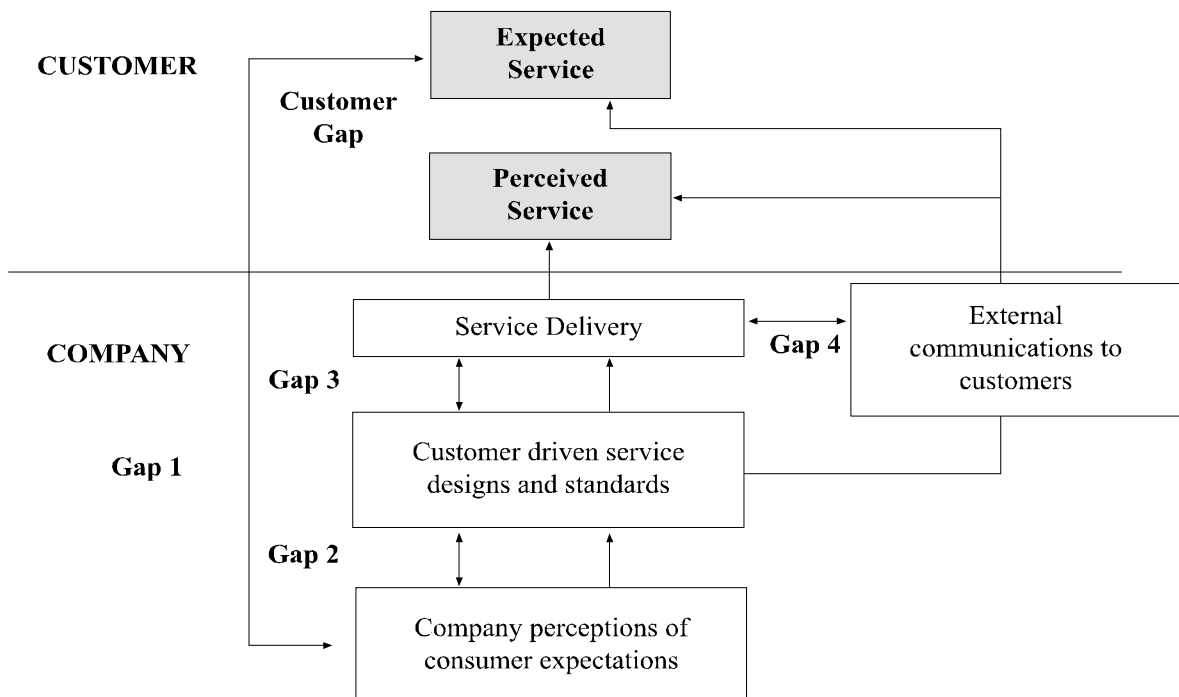 Expected
Service
CUSTOMER
Customer
Gap
Perceived
Service
Service Delivery
External
communications to
customers
COMPANY
Gap 4
Gap 3
Customer driven service
designs and standards
Gap 1
Gap 2
Company perceptions of
consumer expectations